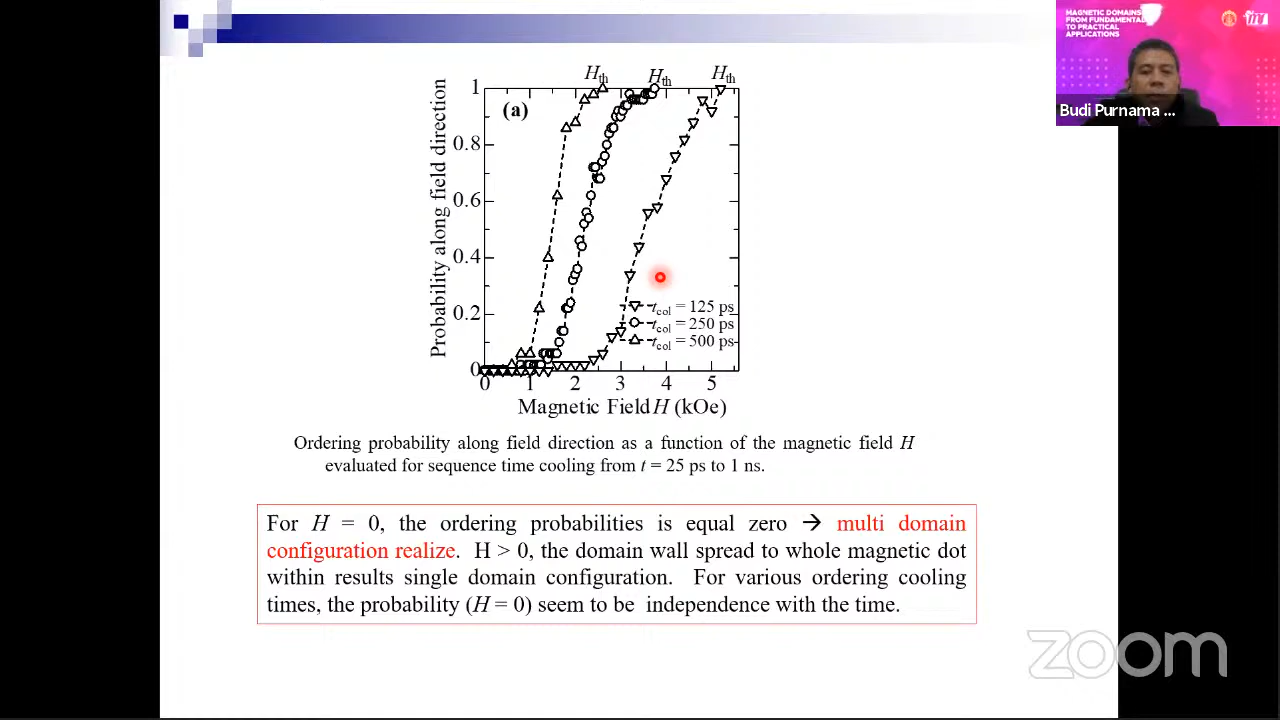 MAGNETIC DOMAINS
FROM FUNDAMENTAL
TO PRACTICAL
APPLICATIONS
Budi Purnama ...
Hth
Hth
Hth
(a)
Probability along field direction
1
0.8
0.6
0.4
0.2
0
0 1 2 3 4 5
tcol = 125 ps
tcol = 250 ps
tcol = 500 ps
Magnetic Field H (kOe)
Ordering probability along field direction as a function of the magnetic field H
evaluated for sequence time cooling from t = 25 ps to 1 ns.
For H = 0, the ordering probabilities is equal zero → multi domain
configuration realize. H > 0, the domain wall spread to whole magnetic dot
within results single domain configuration. For various ordering cooling
times, the probability (H = 0) seem to be independence with the time.
zoom